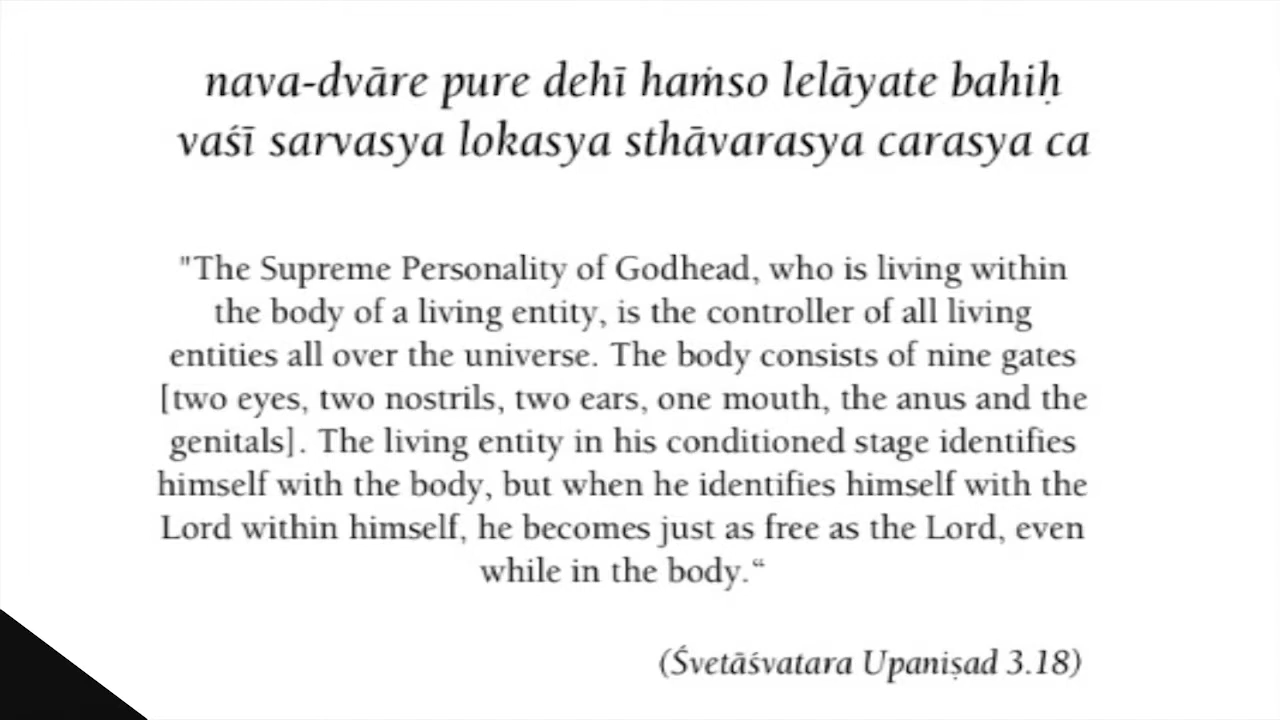 nava-dvāre pure dehī haṁso lelāyate bahiḥ
vaśī sarvasya lokasya sthāvarasya carasya ca
"The Supreme Personality of Godhead, who is living within
the body of a living entity, is the controller of all living
entities all over the universe. The body consists of nine gates
[two eyes, two nostrils, two ears, one mouth, the anus and the
genitals]. The living entity in his conditioned stage identifies
himself with the body, but when he identifies himself with the
Lord within himself, he becomes just as free as the Lord, even
while in the body.“
(Śvetāśvatara Upaniṣad 3.18)